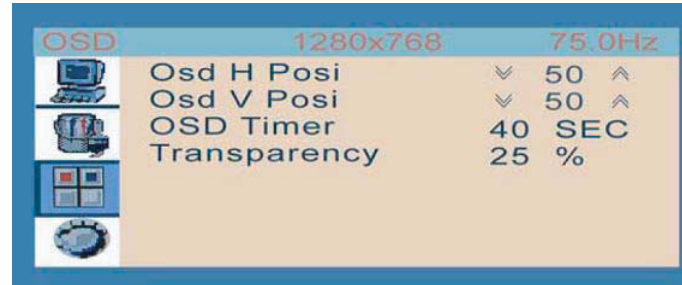 OSD 1280x768 75.0Hz
Osd H Posi 50
Osd V Posi 50
OSD Timer 40 SEC
Transparency 25 %